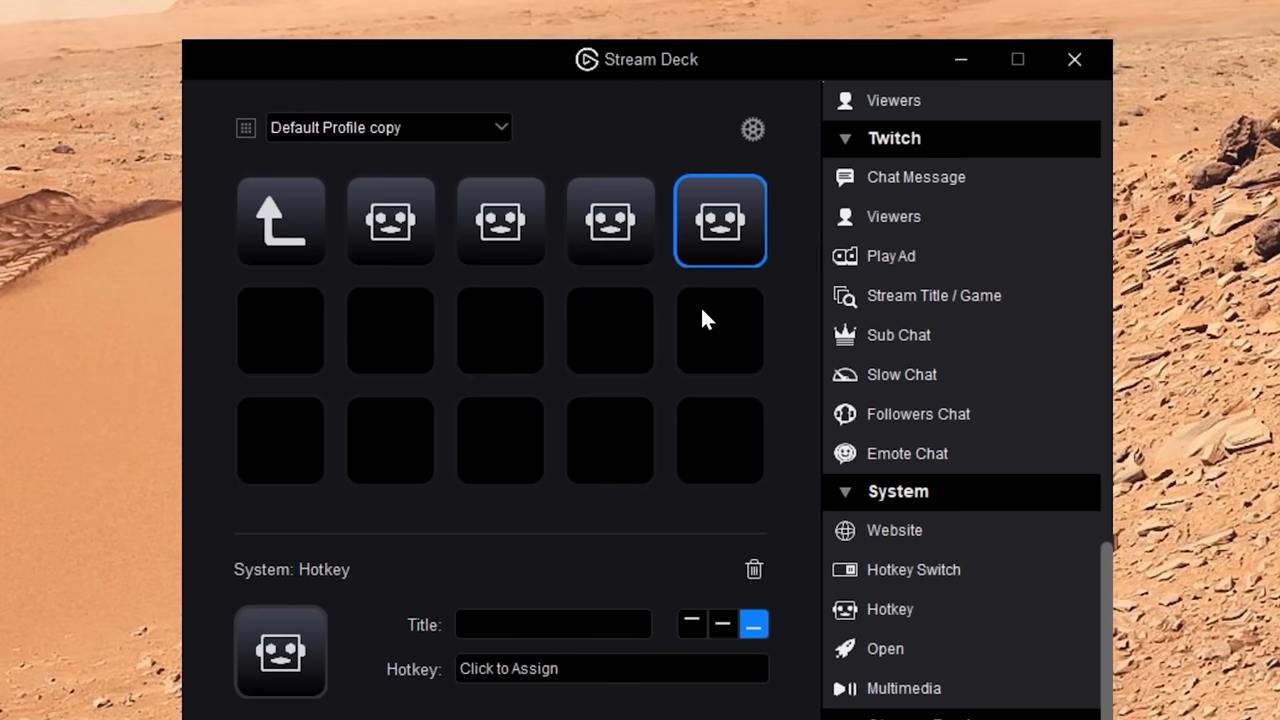 Stream Deck
Default Profile copy
Viewers
Twitch
Chat Message
Viewers
Play Ad
Stream Title / Game
Sub Chat
Slow Chat
Followers Chat
Emote Chat
System
Website
Hotkey Switch
Hotkey
Open
Multimedia
System: Hotkey
Title:
Hotkey:
Click to Assign